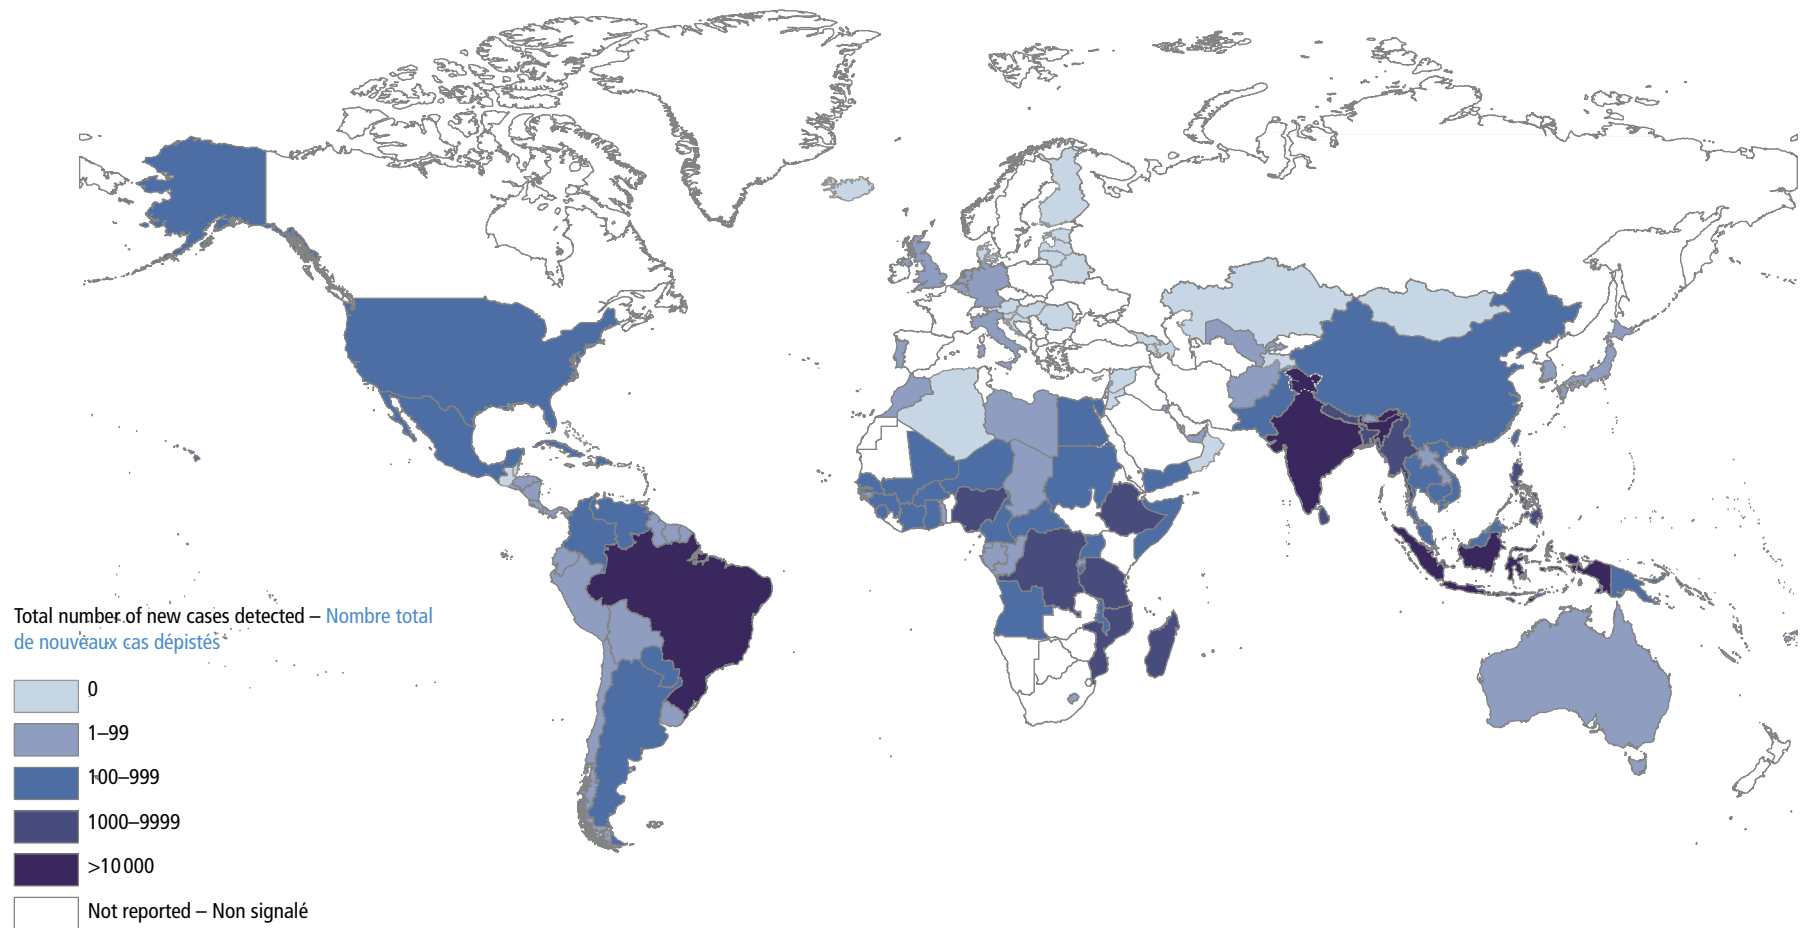 Total number of new cases detected – Nombre total
de nouveaux cas dépistés
0
1–99
100–999
1000–9999
>10 000
Not reported – Non signalé